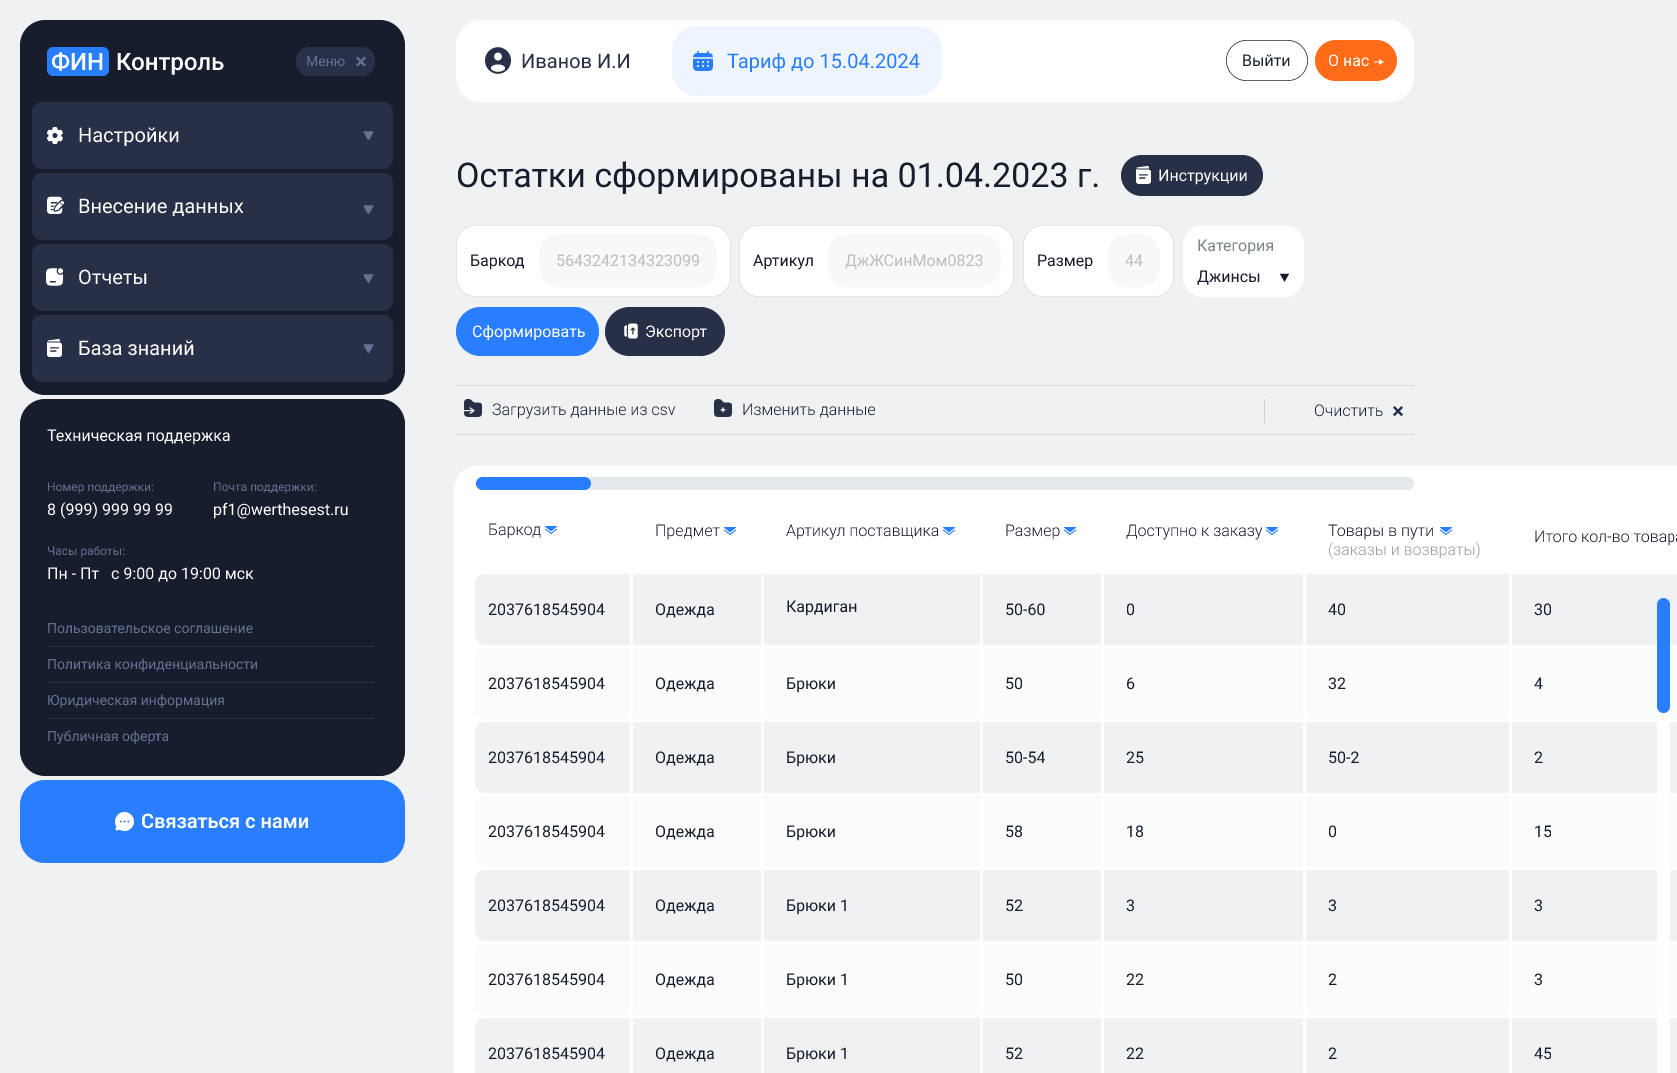 ФИН Контроль
Меню
Настройки
Внесение данных
Отчеты
База знаний
Техническая поддержка
Номер поддержки:
8 (999) 999 99 99
Почта поддержки:
pf1@werthesest.ru
Часы работы:
Пн - Пт с 9:00 до 19:00 мск
Пользовательское соглашение
Политика конфиденциальности
Юридическая информация
Публичная оферта
Связаться с нами
Иванов И.И
Тариф до 15.04.2024
Выйти
О нас
Остатки сформированы на 01.04.2023 г.
Инструкции
Баркод 5643242134323099
Артикул ДжЖСинМом0823
Размер 44
Категория
Джинсы
Сформировать
Экспорт
Загрузить данные из csv
Изменить данные
Очистить
Баркод Предмет Артикул поставщика Размер Доступно к заказу Товары в пути Итого кол-во
(заказы и возвраты)
2037618545904 Одежда Кардиган 50-60 0 40 30
2037618545904 Одежда Брюки 50 6 32 4
2037618545904 Одежда Брюки 50-54 25 50-2 2
2037618545904 Одежда Брюки 58 18 0 15
2037618545904 Одежда Брюки 1 52 3 3 3
2037618545904 Одежда Брюки 1 50 22 2 3
2037618545904 Одежда Брюки 1 52 22 2 45